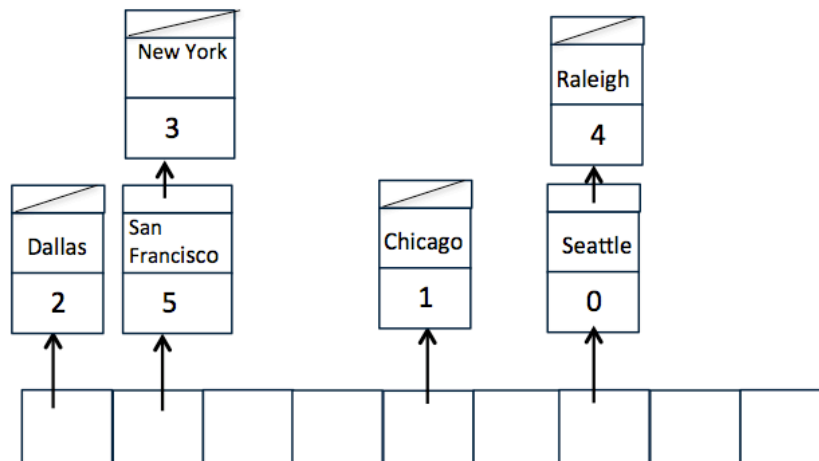 New York
3
Raleigh
4
Dallas
2
San
Francisco
5
Chicago
1
Seattle
0